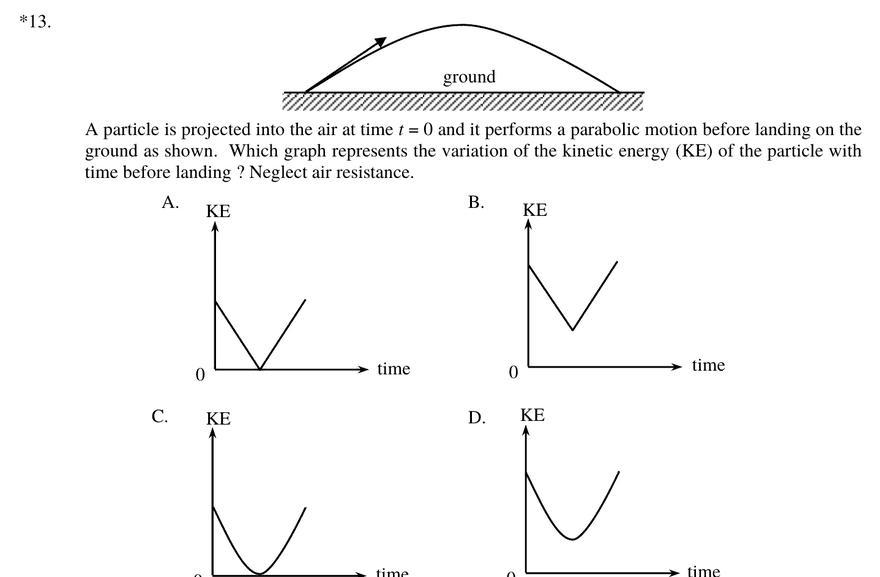 *13.
ground
A particle is projected into the air at time t = 0 and it performs a parabolic motion before landing on the
ground as shown. Which graph represents the variation of the kinetic energy (KE) of the particle with
time before landing ? Neglect air resistance.
A. B.
KE KE
0 time 0 time
C. D.
KE KE
0 time 0 time